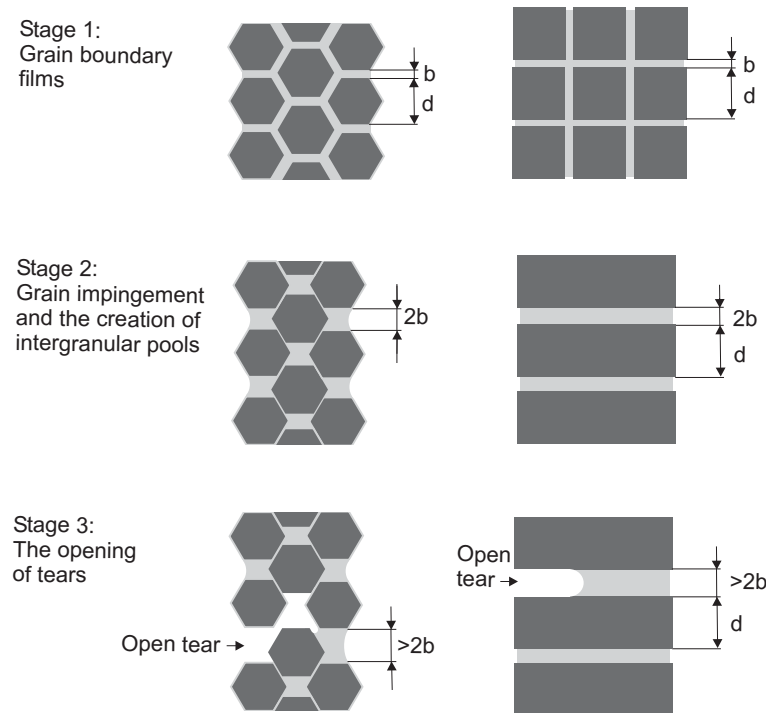 Stage 1:
Grain boundary
films
b
d
b
d
Stage 2:
Grain impingement
and the creation of
intergranular pools
2b
2b
d
Stage 3:
The opening
of tears
Open tear
>2b
Open
tear
>2b
d